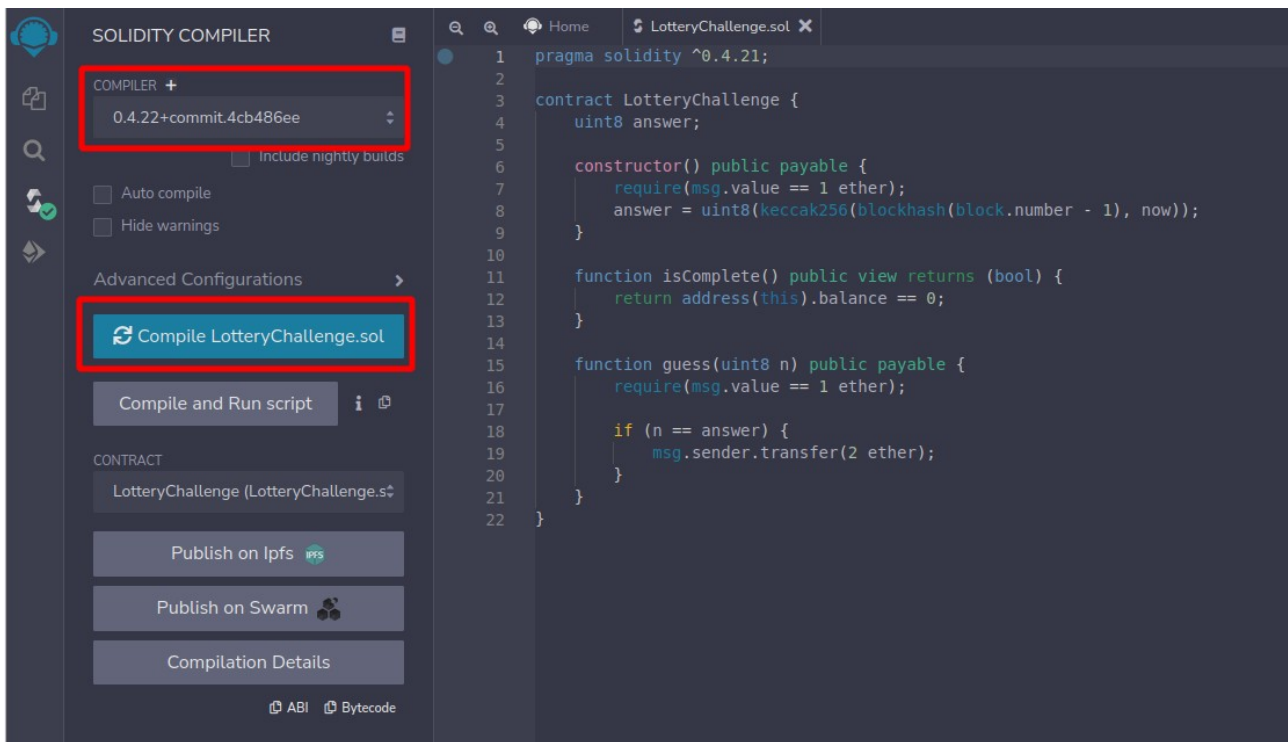 SOLIDITY COMPILER
COMPILER +
0.4.22+commit.4cb486ee
Include nightly builds
Auto compile
Hide warnings
Advanced Configurations
Compile LotteryChallenge.sol
Compile and Run script
CONTRACT
LotteryChallenge (LotteryChallenge.s
Publish on Ipfs
IPFS
Publish on Swarm
Compilation Details
ABI Bytecode
Home LotteryChallenge.sol
1 pragma solidity ^0.4.21;
2
3 contract LotteryChallenge {
4 uint8 answer;
5
6 constructor() public payable {
7 require(msg.value == 1 ether);
8 answer = uint8(keccak256(blockhash(block.number - 1), now));
9 }
10
11 function isComplete() public view returns (bool) {
12 return address(this).balance == 0;
13 }
14
15 function guess(uint8 n) public payable {
16 require(msg.value == 1 ether);
17
18 if (n == answer) {
19 msg.sender.transfer(2 ether);
20 }
21 }
22 }